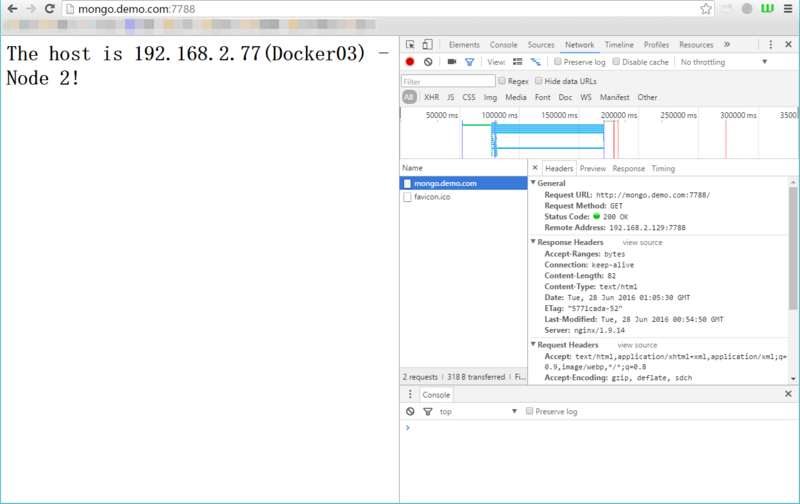 mongo.demo.com:7788
The host is 192.168.2.77(Docker03) -
Node 2!
Elements Console Sources Network Timeline Profiles Resources »
View: Preserve log Disable cache No throttling
Filter Regex Hide data URLs
All XHR JS CSS Img Media Font Doc WS Manifest Other
50000 ms 100000 ms 150000 ms 200000 ms 250000 ms 300000 ms 3500
Name
mongo.demo.com
favicon.ico
2 requests | 318 B transferred | Fi...
× Headers Preview Response Timing
▼ General
Request URL: http://mongo.demo.com:7788/
Request Method: GET
Status Code: 200 OK
Remote Address: 192.168.2.129:7788
▼ Response Headers view source
Accept-Ranges: bytes
Connection: keep-alive
Content-Length: 82
Content-Type: text/html
Date: Tue, 28 Jun 2016 01:05:30 GMT
ETag: "5771cada-52"
Last-Modified: Tue, 28 Jun 2016 00:54:50 GMT
Server: nginx/1.9.14
▼ Request Headers view source
Accept: text/html,application/xhtml+xml,application/xml;q=
0.9,image/webp,*/*;q=0.8
Accept-Encoding: gzip, deflate, sdch
Console
top ▼ Preserve log
>